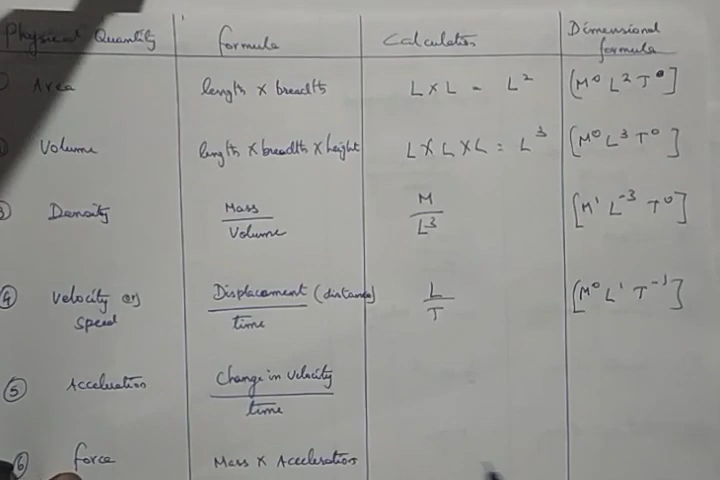 Physical Quantity formula Calculation Dimensional formula
Area length × breadth L × L = L² [M⁰ L² T⁰]
Volume length × breadth × height L × L × L = L³ [M⁰ L³ T⁰]
③ Density Mass / Volume M / L³ [M¹ L⁻³ T⁰]
④ Velocity or speed Displacement (distance) / time L / T [M⁰ L¹ T⁻¹]
⑤ Acceleration Change in velocity / time
⑥ force Mass × Acceleration